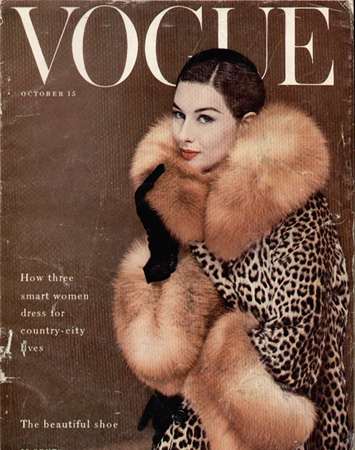 VOGUE
OCTOBER 15
How three
smart women
dress for
country-city
lives
The beautiful shoe